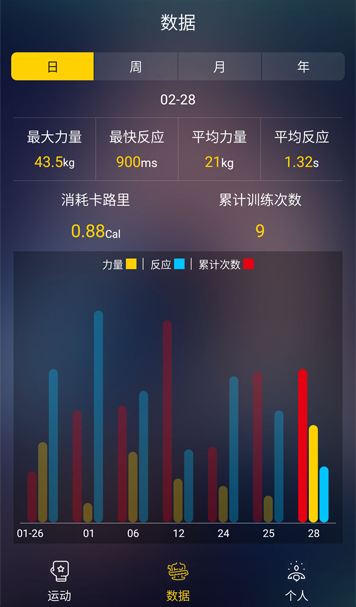 数据
日 周 月 年
02-28
最大力量 最快反应 平均力量 平均反应
43.5kg 900ms 21kg 1.32s
消耗卡路里 累计训练次数
0.88Cal 9
力量 | 反应 | 累计次数
01-26 01 06 12 24 25 28
运动 数据 个人